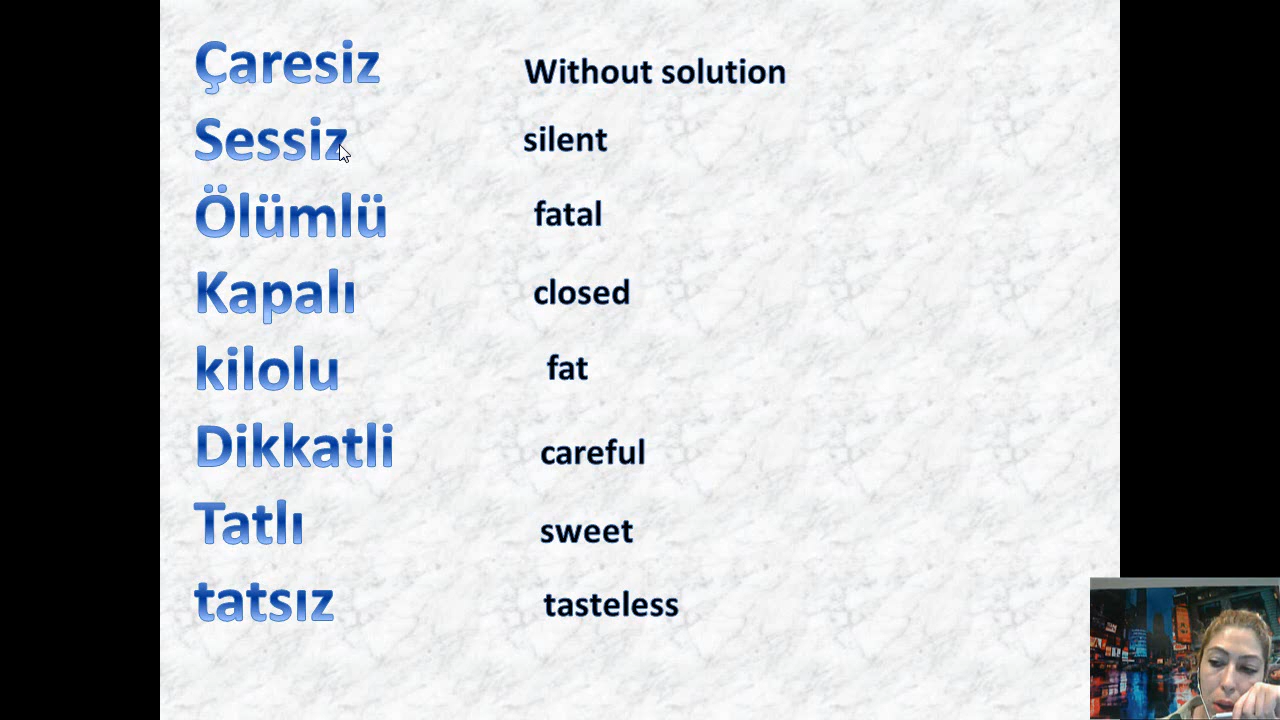 Çaresiz Without solution
Sessiz silent
Ölümlü fatal
Kapalı closed
kilolu fat
Dikkatli careful
Tatlı sweet
tatsız tasteless